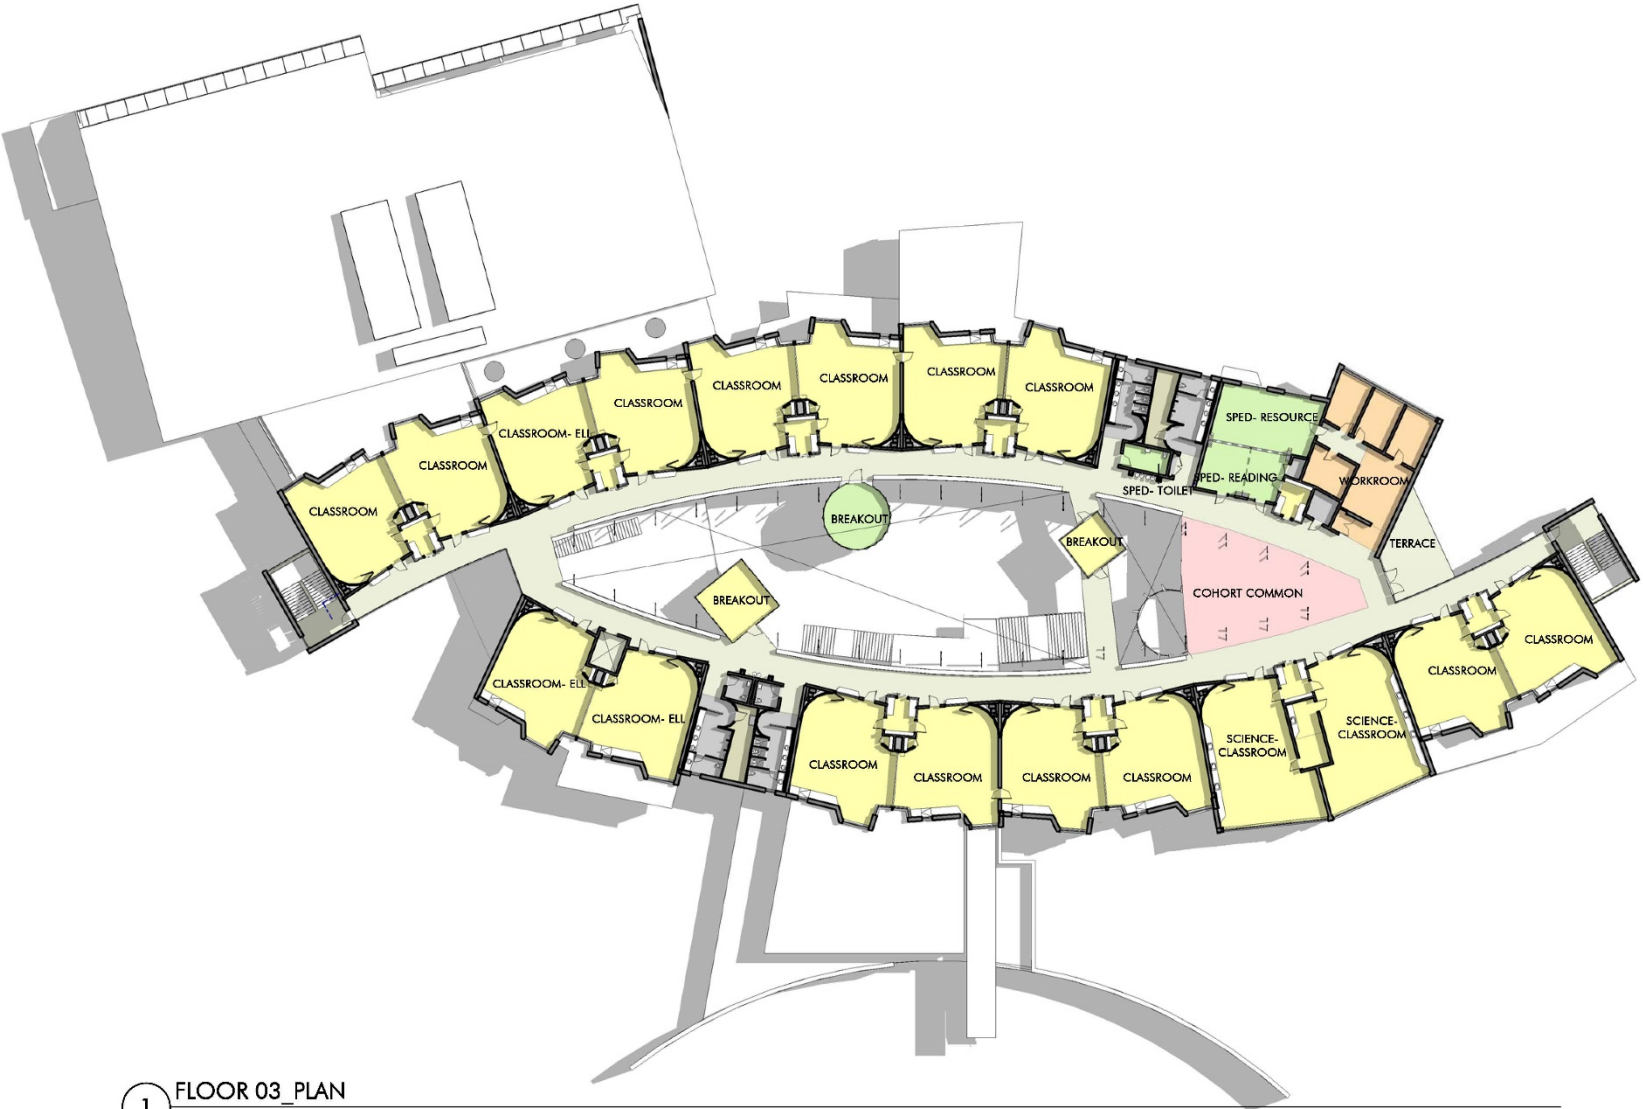 CLASSROOM
CLASSROOM
CLASSROOM
CLASSROOM
CLASSROOM
CLASSROOM
SPED- RESOURCE
CLASSROOM- ELL
CLASSROOM
SPED- READING
WORKROOM
SPED- TOILET
CLASSROOM
BREAKOUT
BREAKOUT
TERRACE
BREAKOUT
COHORT COMMON
CLASSROOM
CLASSROOM
CLASSROOM- ELL
CLASSROOM- ELL
SCIENCE-
CLASSROOM
SCIENCE-
CLASSROOM
CLASSROOM
CLASSROOM
CLASSROOM
CLASSROOM
1
FLOOR 03_PLAN